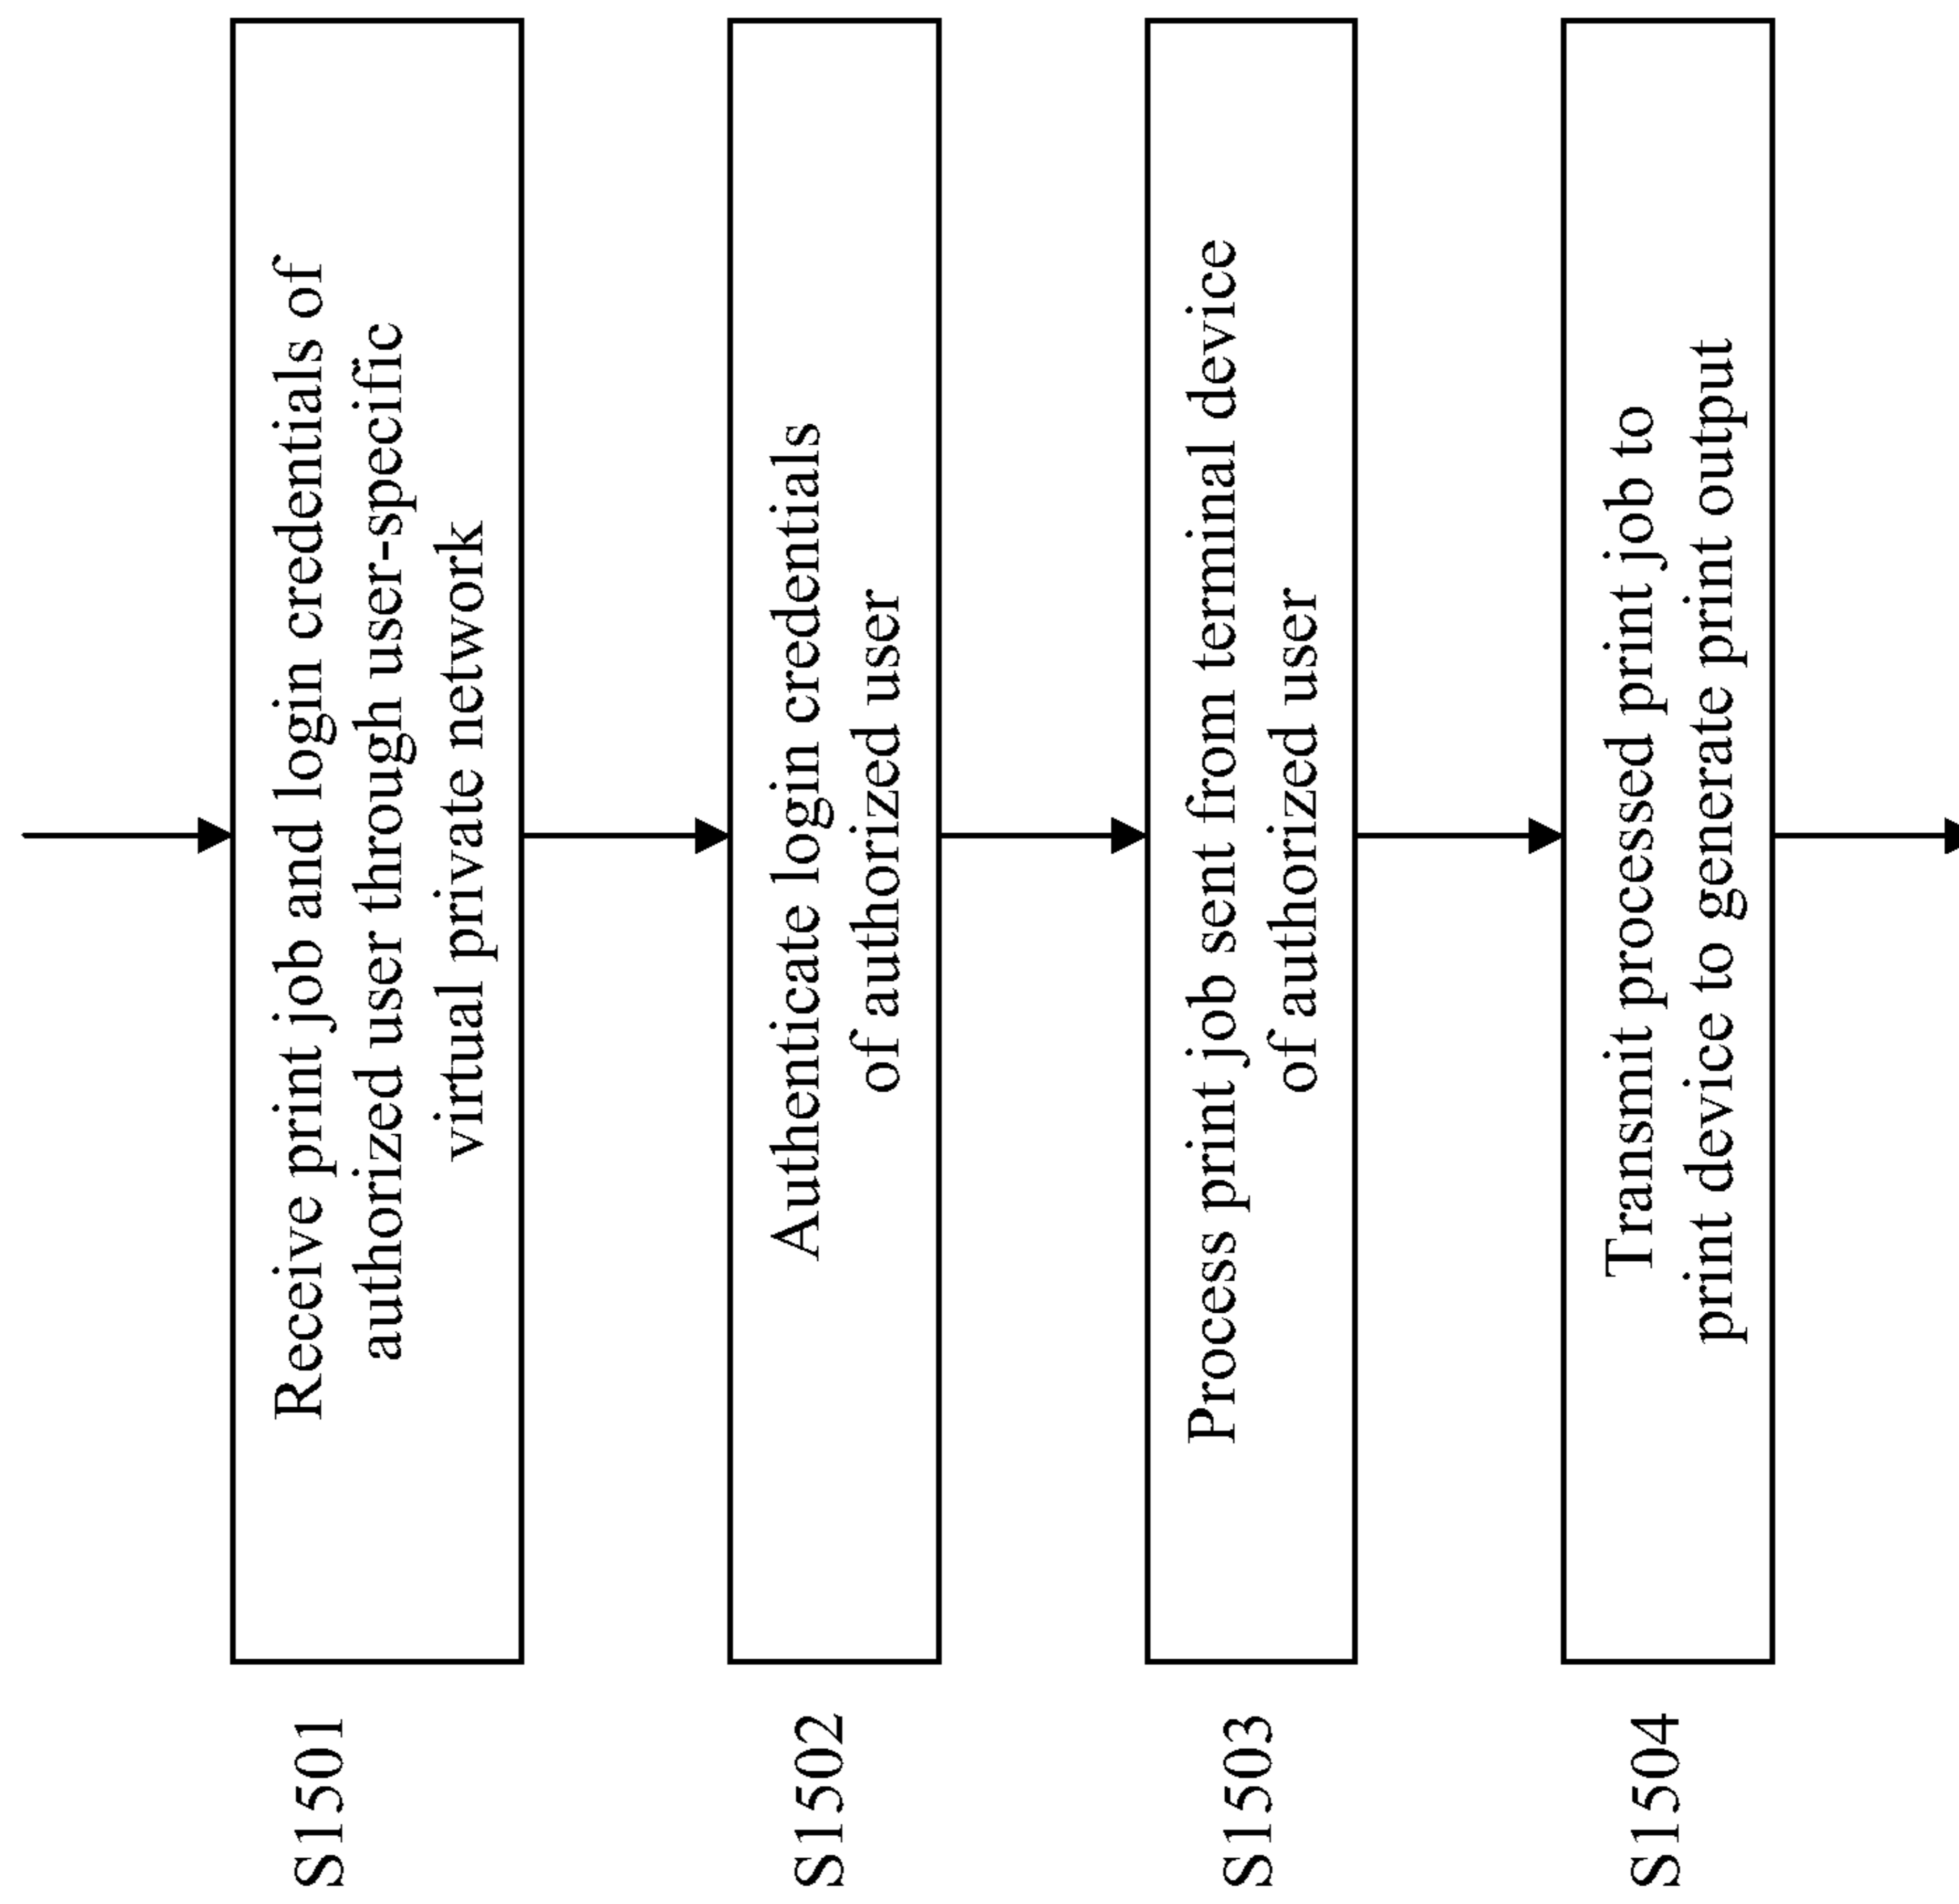 S1501
Receive print job and login credentials of
authorized user through user-specific
virtual private network
S1502
Authenticate login credentials
of authorized user
S1503
Process print job sent from terminal device
of authorized user
S1504
Transmit processed print job to
print device to generate print output